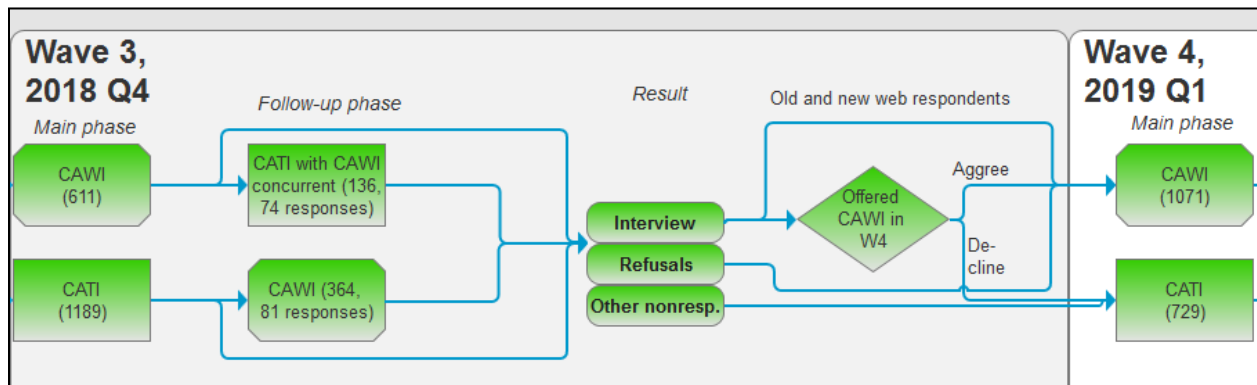 Wave 3,
2018 Q4
Main phase
CAWI
(611)
CATI
(1189)
Follow-up phase
CATI with CAWI
concurrent (136,
74 responses)
CAWI (364,
81 responses)
Result
Interview
Refusals
Other nonresp.
Old and new web respondents
Offered
CAWI in
W4
Aggree
De-
cline
Wave 4,
2019 Q1
Main phase
CAWI
(1071)
CATI
(729)